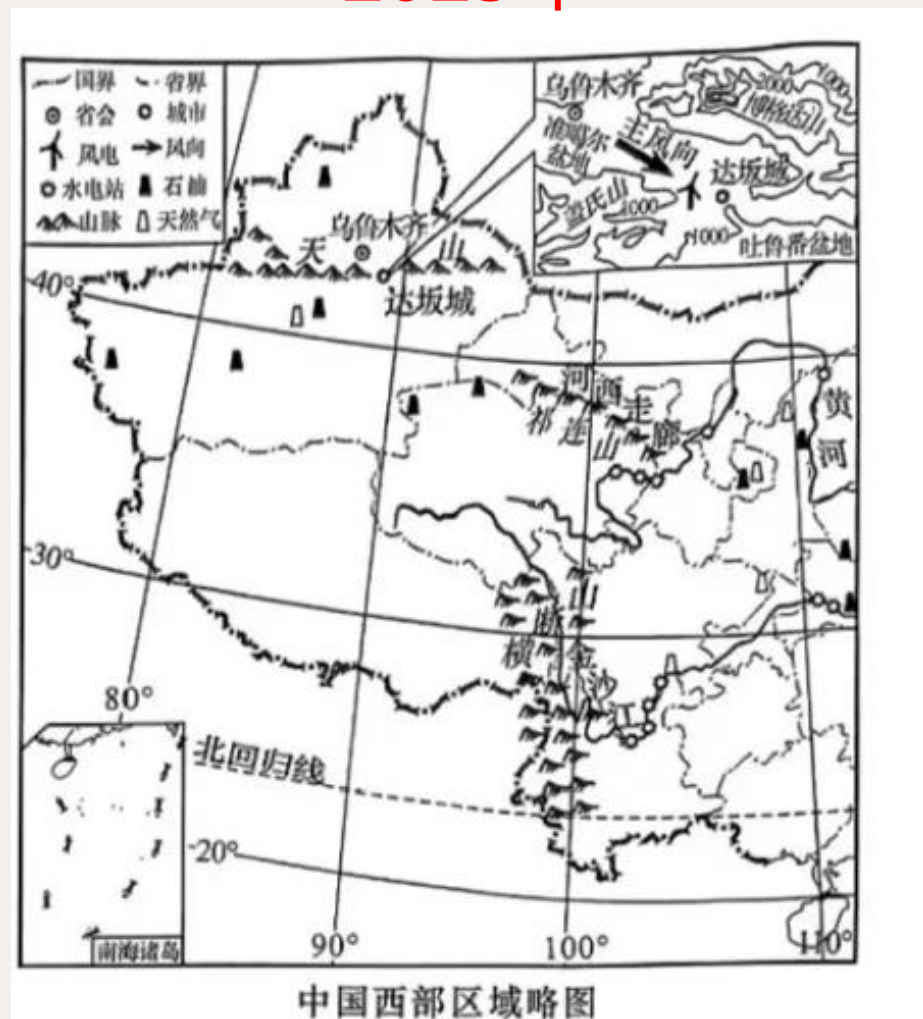 国界 省界
省会 城市
风电 风向
水电站 石油
山脉 天然气
乌鲁木齐
2000
1000
博格达山
准噶尔
盆地
主风向
达坂城
1000
1000
吐鲁番盆地
乌鲁木齐
天山
达坂城
40°
河西走廊
祁连山
黄河
30°
横断山
金沙江
80°
北回归线
20°
90°
100°
110°
南海诸岛
中国西部区域略图